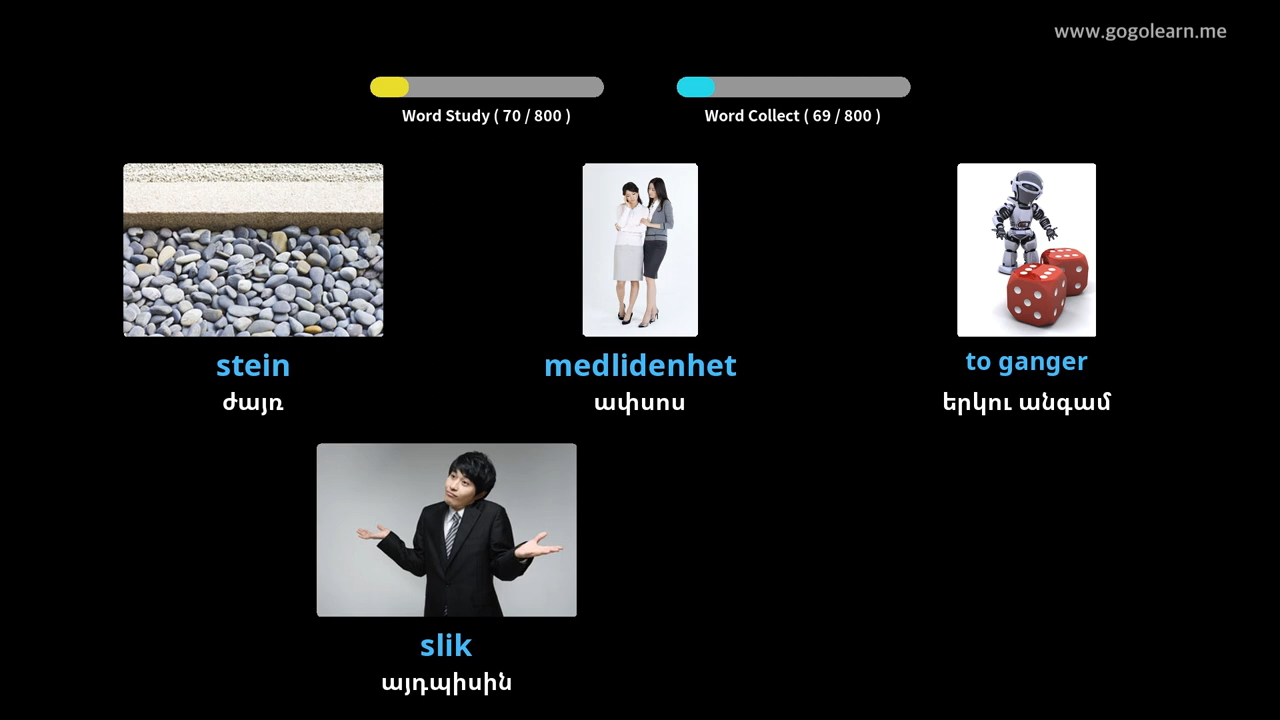 www.gogolearn.me
Word Study ( 70 / 800 )
Word Collect ( 69 / 800 )
stein
ժայռ
medlidenhet
ափսոս
to ganger
երկու անգամ
slik
այդպիսին